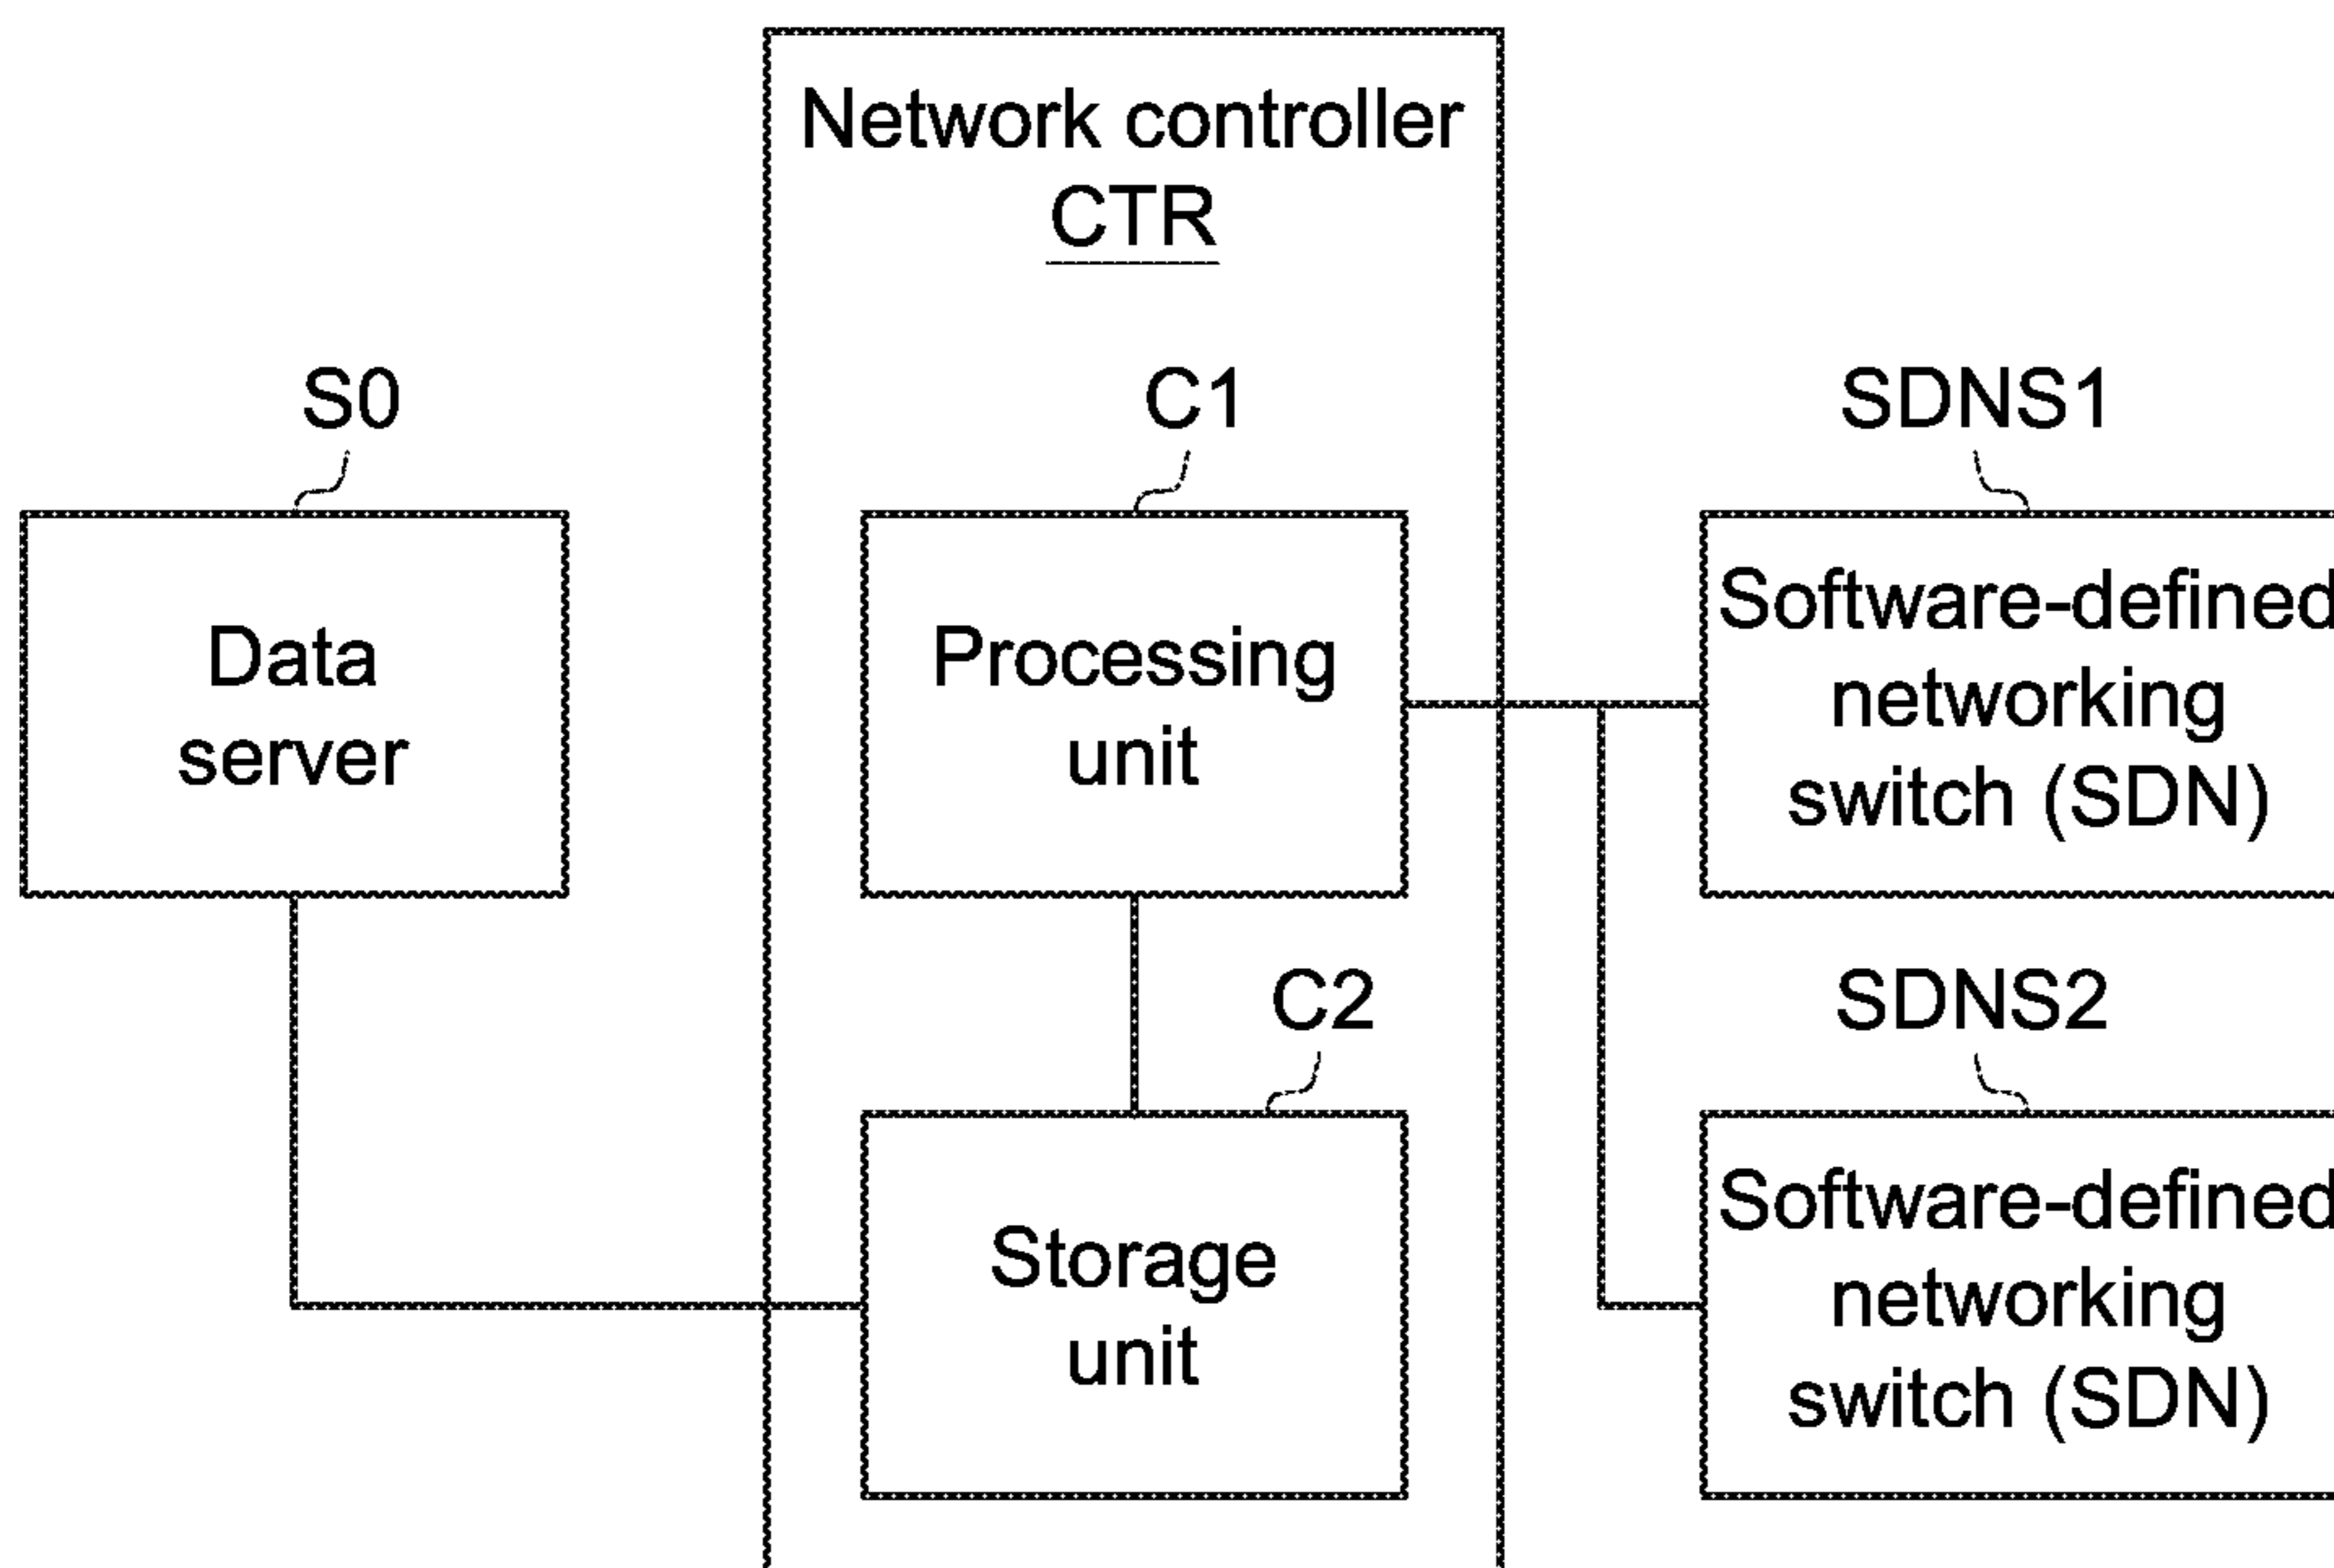 Network controller
CTR
S0
C1
SDNS1
Data
server
Processing
unit
Software-defined
networking
switch (SDN)
C2
SDNS2
Storage
unit
Software-defined
networking
switch (SDN)